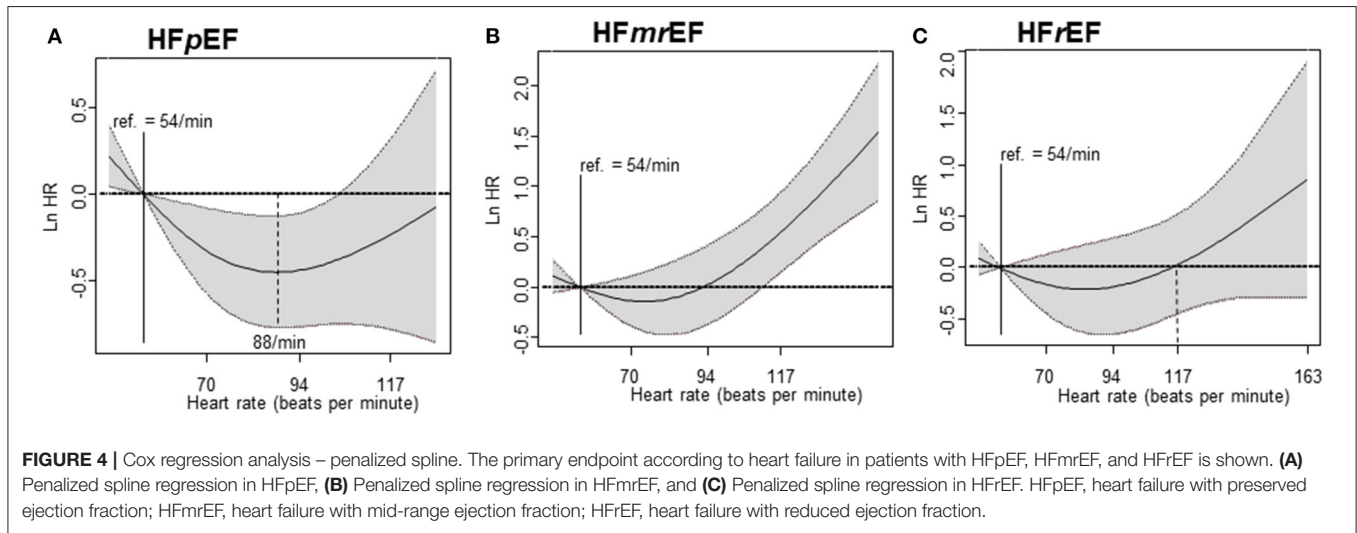 A
HFpEF
0.5
0.0
-0.5
Ln HR
ref. = 54/min
88/min
70
94
117
Heart rate (beats per minute)
B
HFmrEF
2.0
1.5
1.0
0.5
0.0
-0.5
Ln HR
ref. = 54/min
70
94
117
Heart rate (beats per minute)
C
HFrEF
2.0
1.5
1.0
0.5
0.0
-0.5
Ln HR
ref. = 54/min
70
94
117
163
Heart rate (beats per minute)
FIGURE 4 | Cox regression analysis – penalized spline. The primary endpoint according to heart failure in patients with HFpEF, HFmrEF, and HFrEF is shown. (A)
Penalized spline regression in HFpEF, (B) Penalized spline regression in HFmrEF, and (C) Penalized spline regression in HFrEF. HFpEF, heart failure with preserved
ejection fraction; HFmrEF, heart failure with mid-range ejection fraction; HFrEF, heart failure with reduced ejection fraction.